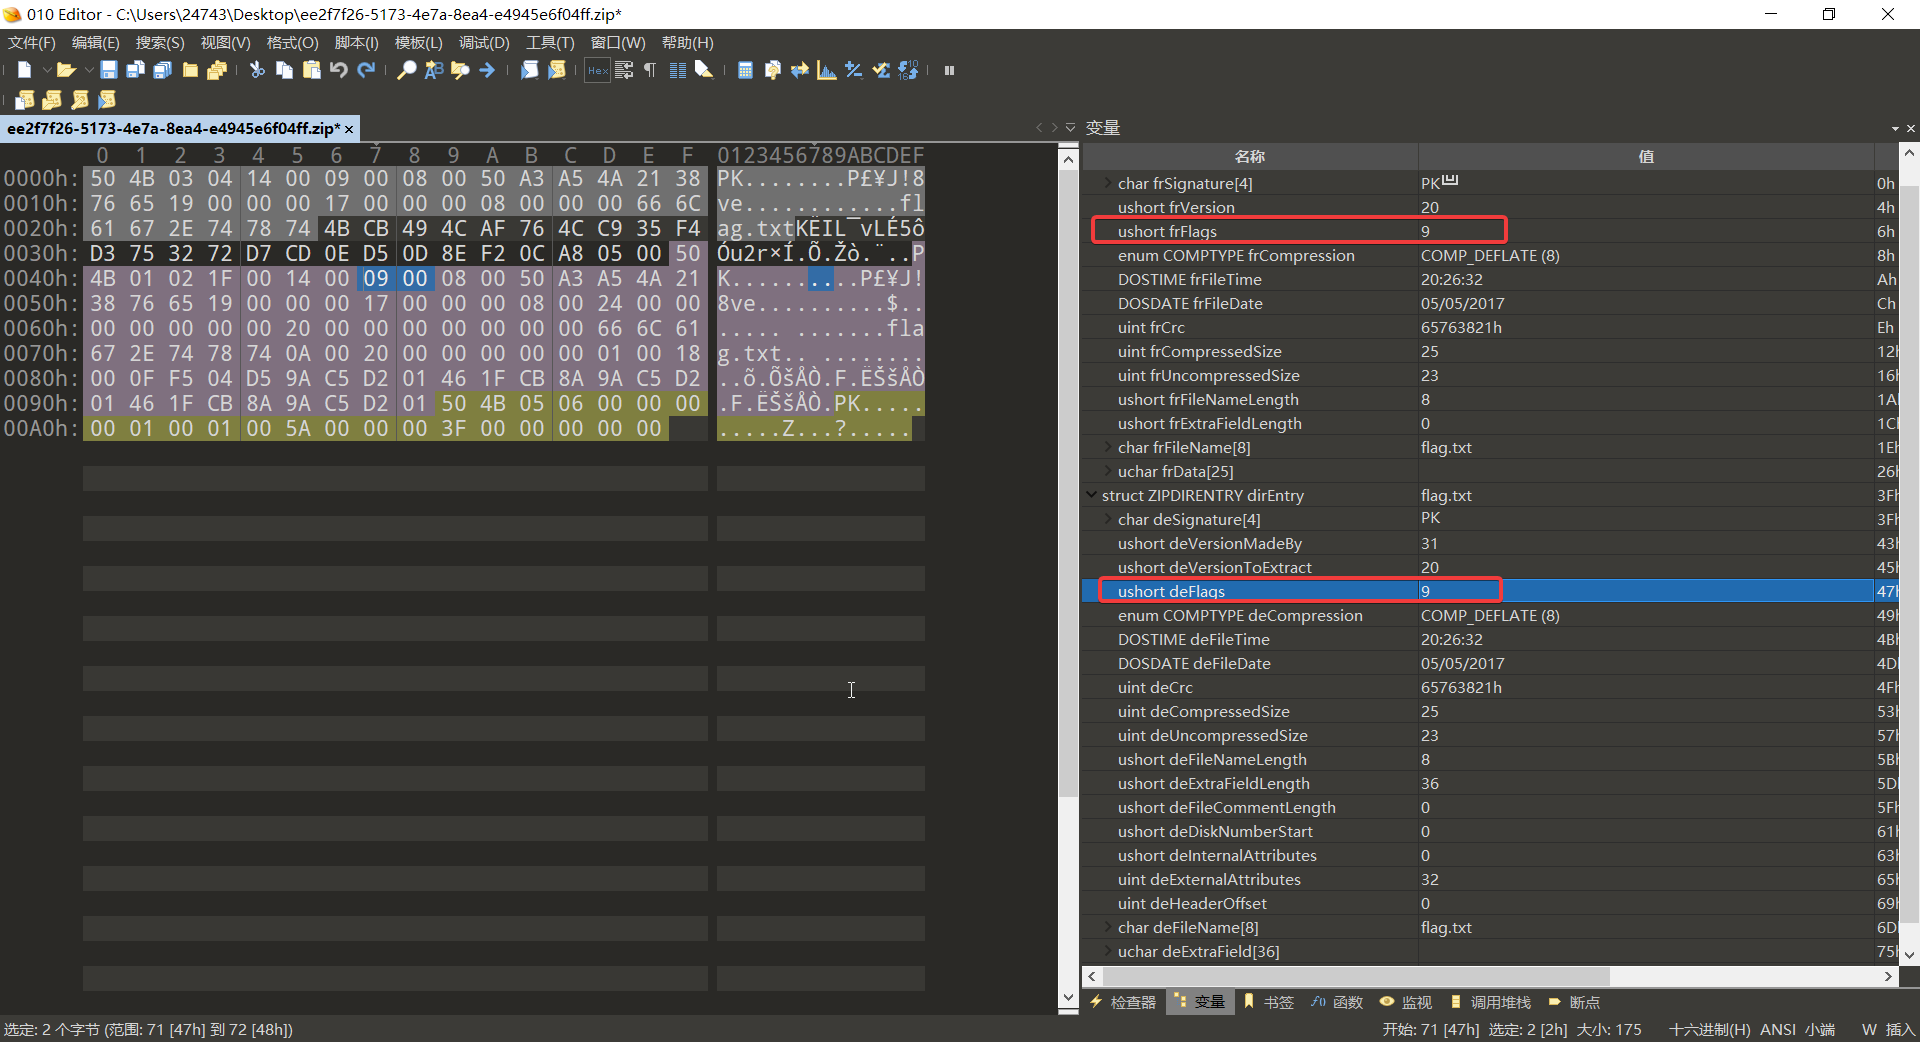 010 Editor - C:\Users\24743\Desktop\ee2f7f26-5173-4e7a-8ea4-e4945e6f04ff.zip*
文件(F) 编辑(E) 搜索(S) 视图(V) 格式(O) 脚本(I) 模板(L) 调试(D) 工具(T) 窗口(W) 帮助(H)
Hex
ee2f7f26-5173-4e7a-8ea4-e4945e6f04ff.zip* ×
0 1 2 3 4 5 6 7 8 9 A B C D E F 0123456789ABCDEF
0000h: 50 4B 03 04 14 00 09 00 08 00 50 A3 A5 4A 21 38 PK........P£¥J!8
0010h: 76 65 19 00 00 00 17 00 00 00 08 00 00 00 66 6C ve............fl
0020h: 61 67 2E 74 78 74 4B CB 49 4C AF 76 4C C9 35 F4 ag.txtKËIL¯vLÉ5ô
0030h: D3 75 32 72 D7 CD 0E D5 0D 8E F2 0C A8 05 00 50 Óu2r×Í.Õ.Žò.¨..P
0040h: 4B 01 02 1F 00 14 00 09 00 08 00 50 A3 A5 4A 21 K..........P£¥J!
0050h: 38 76 65 19 00 00 00 17 00 00 00 08 00 24 00 00 8ve..........$..
0060h: 00 00 00 00 00 20 00 00 00 00 00 00 00 66 6C 61 ..... .......fla
0070h: 67 2E 74 78 74 0A 00 20 00 00 00 00 00 01 00 18 g.txt.. ........
0080h: 00 0F F5 04 D5 9A C5 D2 01 46 1F CB 8A 9A C5 D2 ..õ.ÕšÅÒ.F.ËŠšÅÒ
0090h: 01 46 1F CB 8A 9A C5 D2 01 50 4B 05 06 00 00 00 .F.ËŠšÅÒ.PK.....
00A0h: 00 01 00 01 00 5A 00 00 00 3F 00 00 00 00 00 .....Z...?.....
变量
名称 值
char frSignature[4] PK 0h
ushort frVersion 20 4h
ushort frFlags 9 6h
enum COMPTYPE frCompression COMP_DEFLATE (8) 8h
DOSTIME frFileTime 20:26:32 Ah
DOSDATE frFileDate 05/05/2017 Ch
uint frCrc 65763821h Eh
uint frCompressedSize 25 12h
uint frUncompressedSize 23 16h
ushort frFileNameLength 8 1A
ushort frExtraFieldLength 0 1C
char frFileName[8] flag.txt 1Eh
uchar frData[25] 26h
struct ZIPDIRENTRY dirEntry flag.txt 3Fh
char deSignature[4] PK 3Fh
ushort deVersionMadeBy 31 43h
ushort deVersionToExtract 20 45h
ushort deFlags 9 47h
enum COMPTYPE deCompression COMP_DEFLATE (8) 49h
DOSTIME deFileTime 20:26:32 4Bh
DOSDATE deFileDate 05/05/2017 4D
uint deCrc 65763821h 4Fh
uint deCompressedSize 25 53h
uint deUncompressedSize 23 57h
ushort deFileNameLength 8 5Bh
ushort deExtraFieldLength 36 5D
ushort deFileCommentLength 0 5Fh
ushort deDiskNumberStart 0 61h
ushort deInternalAttributes 0 63h
uint deExternalAttributes 32 65h
uint deHeaderOffset 0 69h
char deFileName[8] flag.txt 6D
uchar deExtraField[36] 75h
检查器 变量 书签 函数 监视 调用堆栈 断点
选定: 2 个字节 (范围: 71 [47h] 到 72 [48h]) 开始: 71 [47h] 选定: 2 [2h] 大小: 175 十六进制(H) ANSI 小端 W 插入